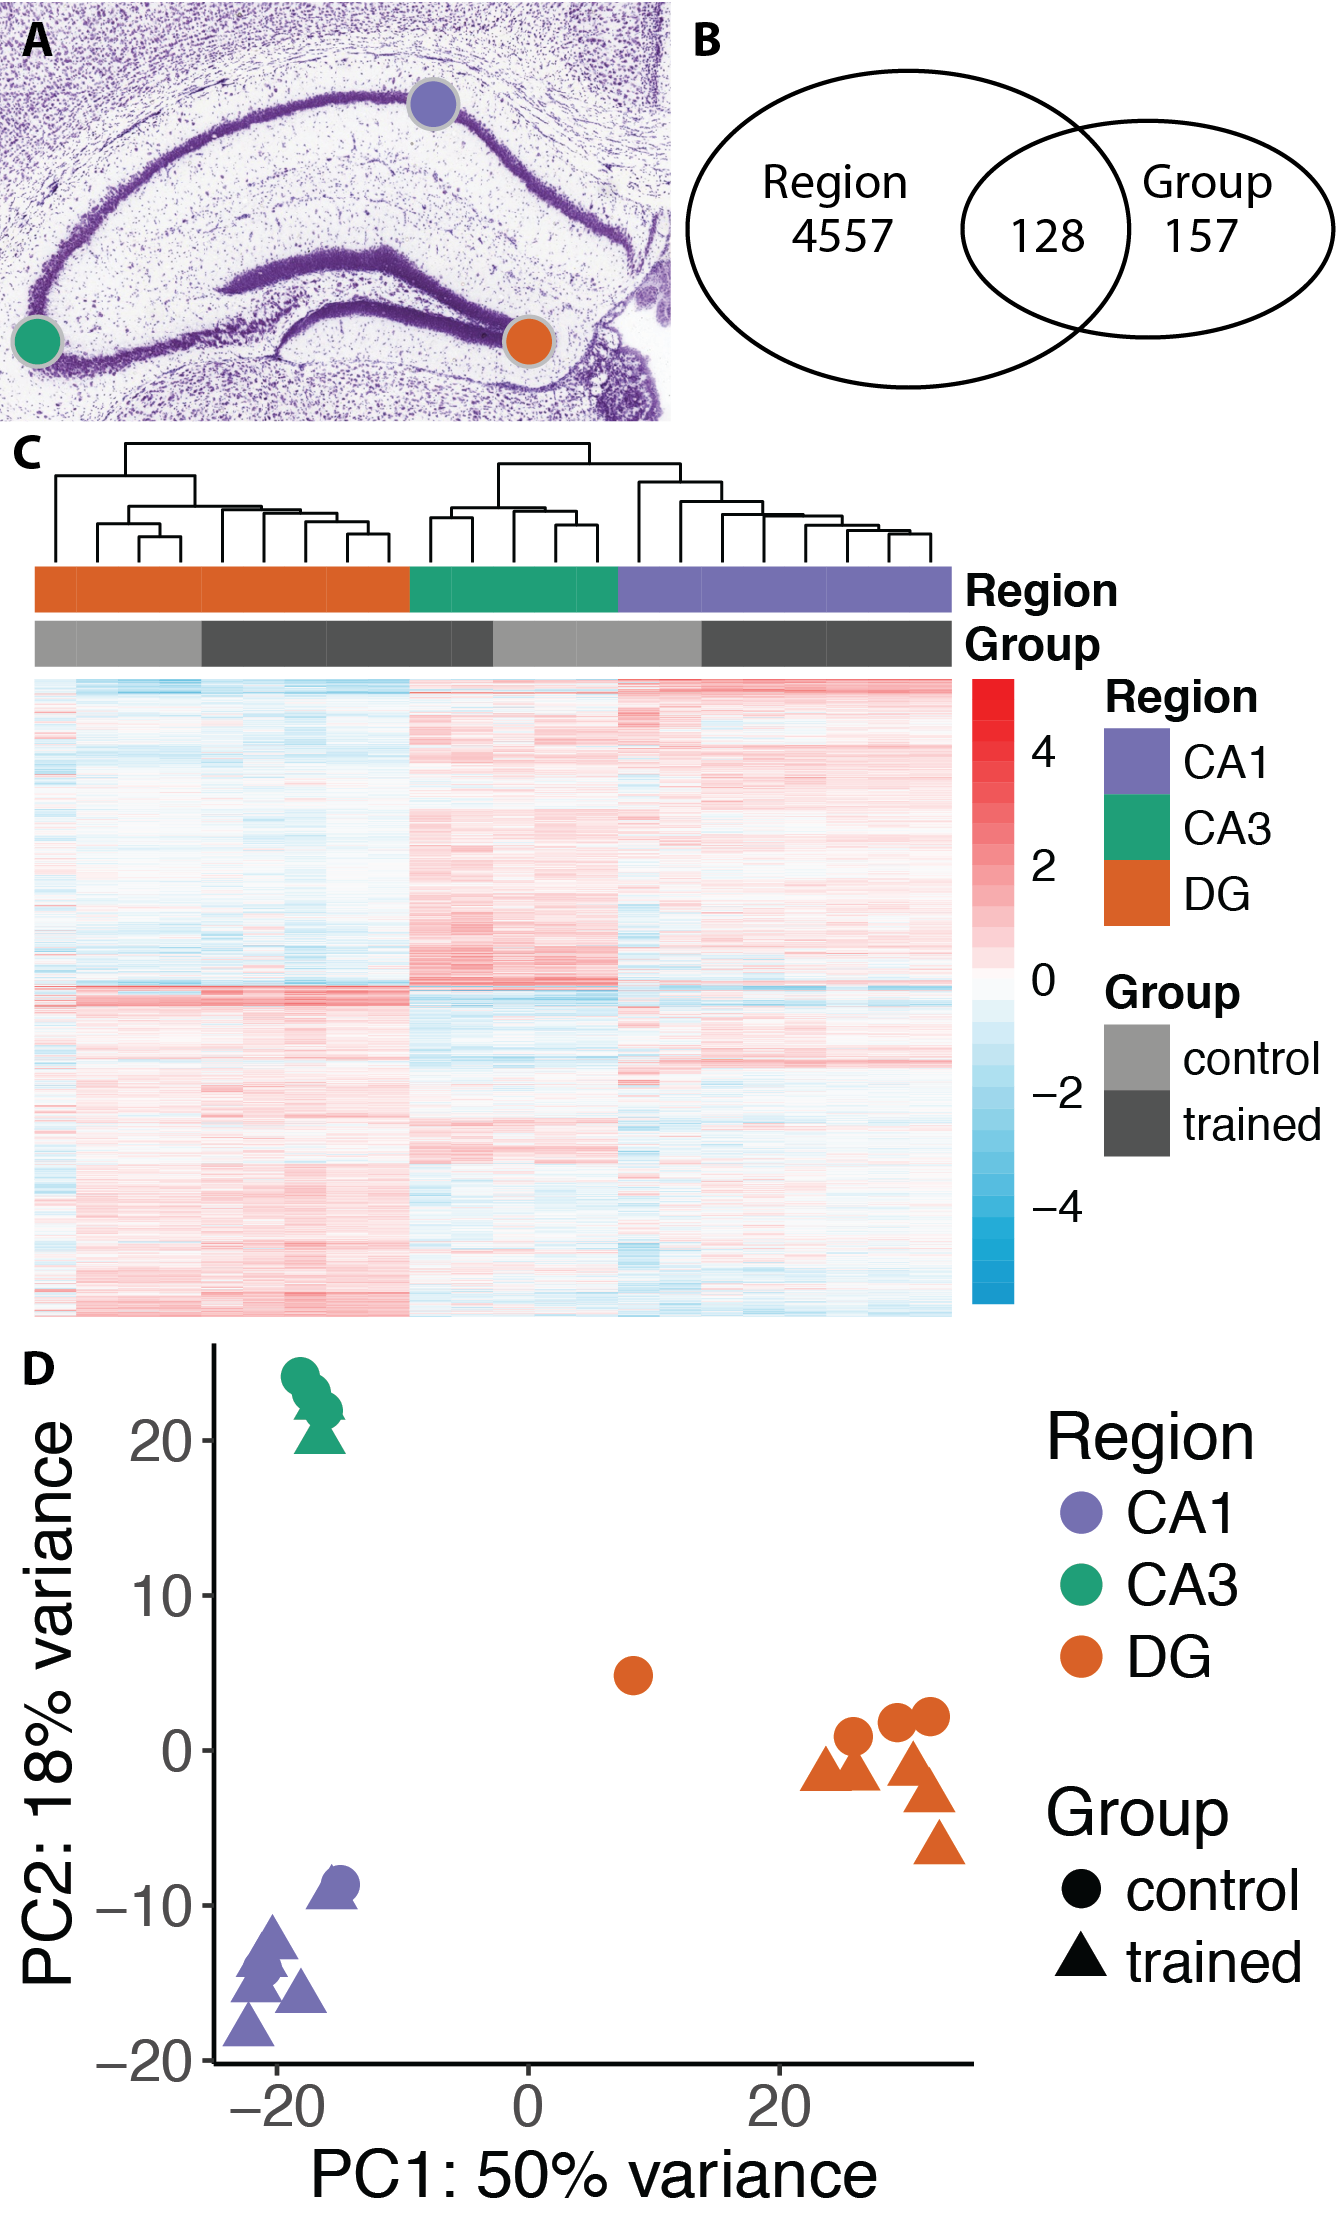 A
B
Region
4557
128
Group
157
C
Region
Group
4
2
0
−2
−4
Region
CA1
CA3
DG
Group
control
trained
D
PC2: 18% variance
20
10
0
−10
−20
−20
0
20
PC1: 50% variance
Region
CA1
CA3
DG
Group
control
trained